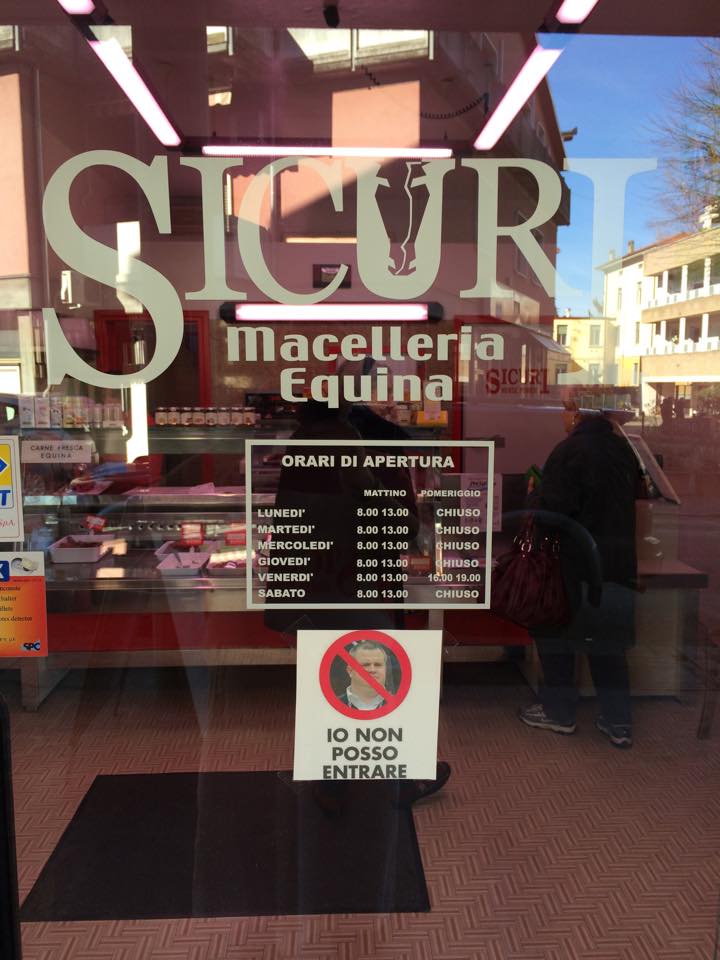 SICURI
Macelleria
Equina
SICURI
CARNE FRESCA
EQUINA
ORARI DI APERTURA
MATTINO POMERIGGIO
LUNEDI' 8.00 13.00 CHIUSO
MARTEDI' 8.00 13.00 CHIUSO
MERCOLEDI' 8.00 13.00 CHIUSO
GIOVEDI' 8.00 13.00 CHIUSO
VENERDI' 8.00 13.00 16.00 19.00
SABATO 8.00 13.00 CHIUSO
SPC
IO NON
POSSO
ENTRARE